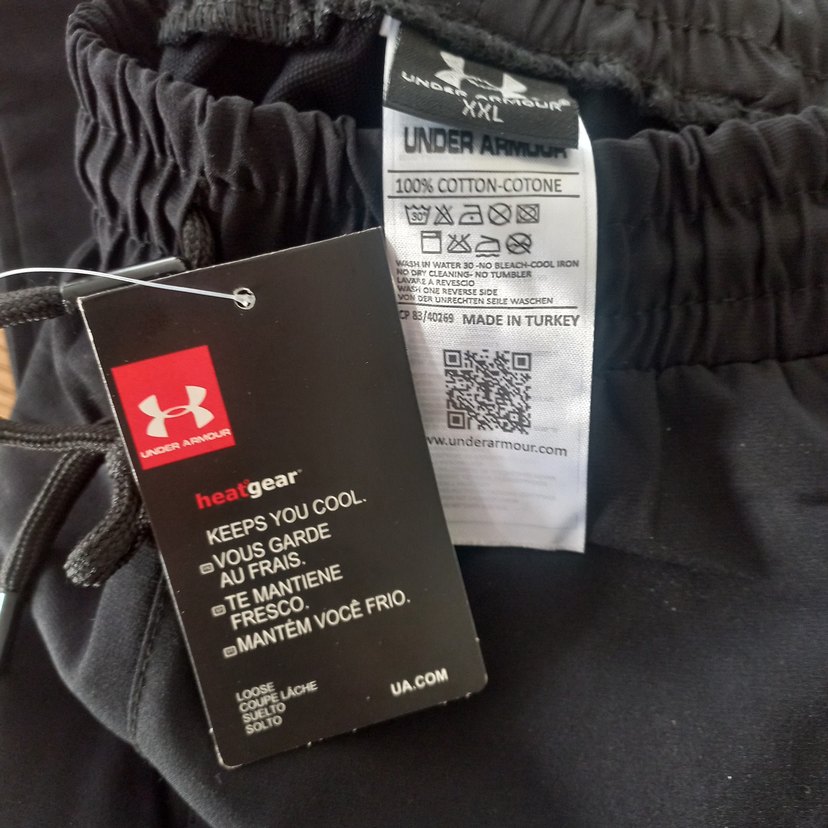 UNDER ARMOUR
XXL
UNDER ARMOUR
100% COTTON-COTONE
30°
WASH IN WATER 30 -NO BLEACH-COOL IRON
NO DRY CLEANING- NO TUMBLER
LAVARE A REVESCIO
WASH ONE REVERSE SIDE
VON DER UNRECHTEN SEILE WASCHEN
CP 83/40269 MADE IN TURKEY
www.underarmour.com
UNDER ARMOUR
heatgear
KEEPS YOU COOL.
VOUS GARDE
AU FRAIS.
TE MANTIENE
FRESCO.
MANTÉM VOCÊ FRIO.
LOOSE
COUPE LÂCHE
SUELTO
SOLTO
UA.COM